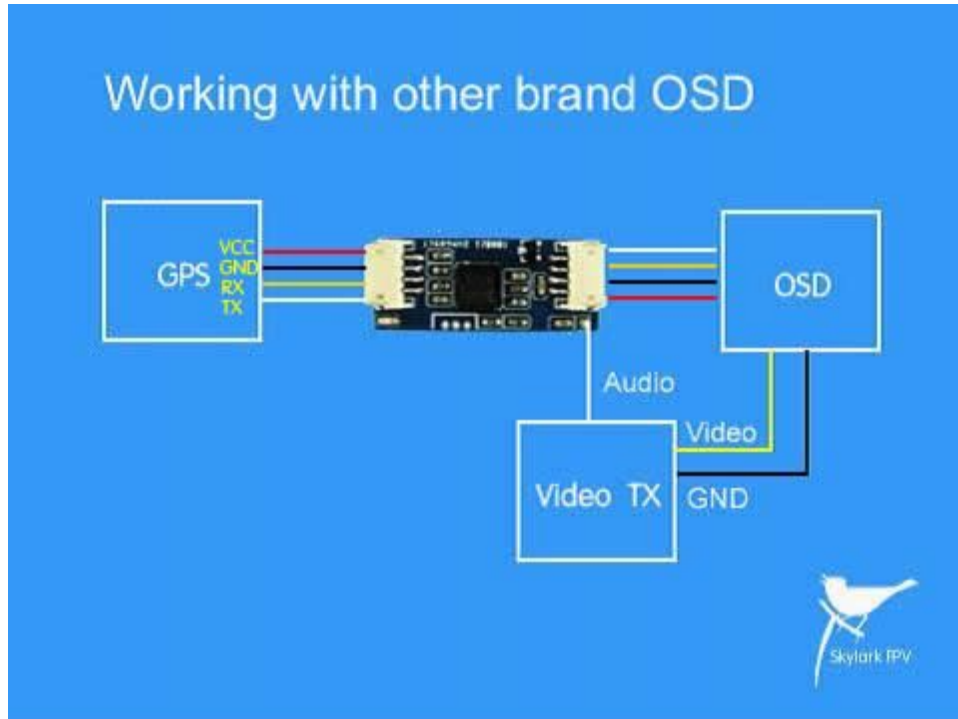 Working with other brand OSD
GPS
VCC
GND
RX
TX
OSD
Audio
Video
Video TX
GND
Skylark FPV